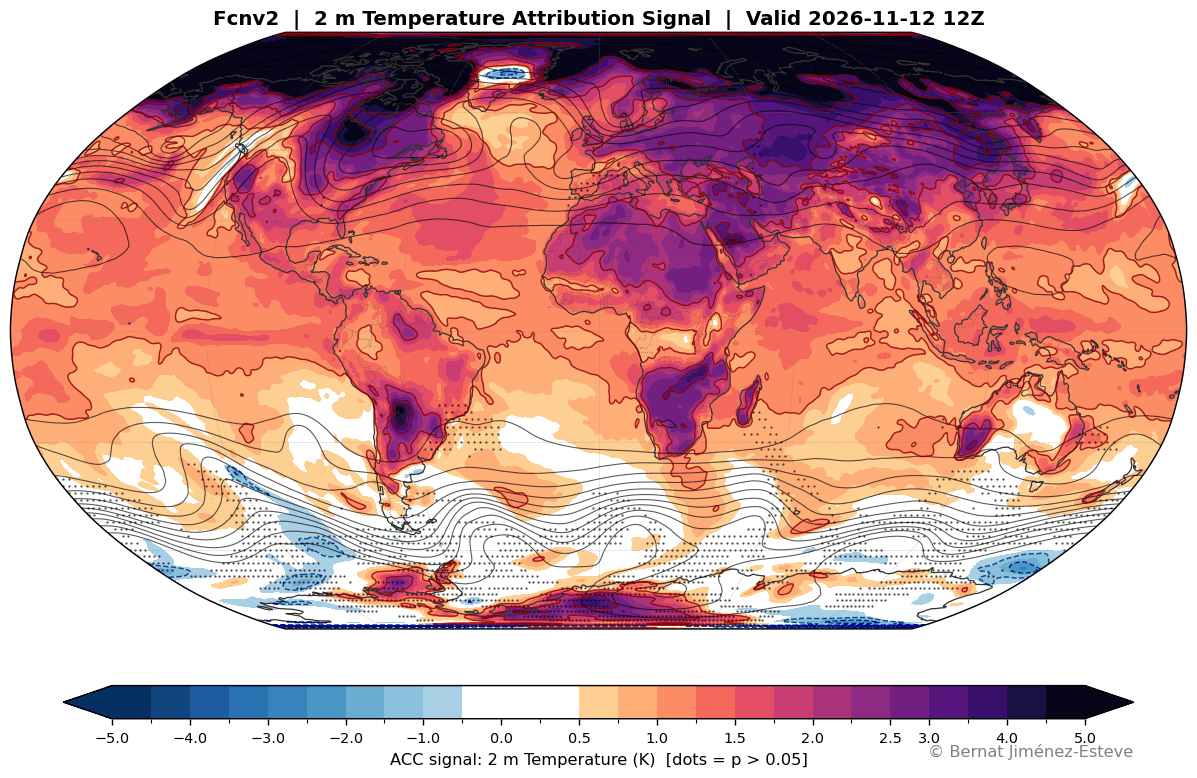 Fcnv2 | 2 m Temperature Attribution Signal | Valid 2026-11-12 12Z
−5.0 −4.0 −3.0 −2.0 −1.0 0.0 0.5 1.0 1.5 2.0 2.5 3.0 4.0 5.0
© Bernat Jiménez-Esteve
ACC signal: 2 m Temperature (K) [dots = p > 0.05]